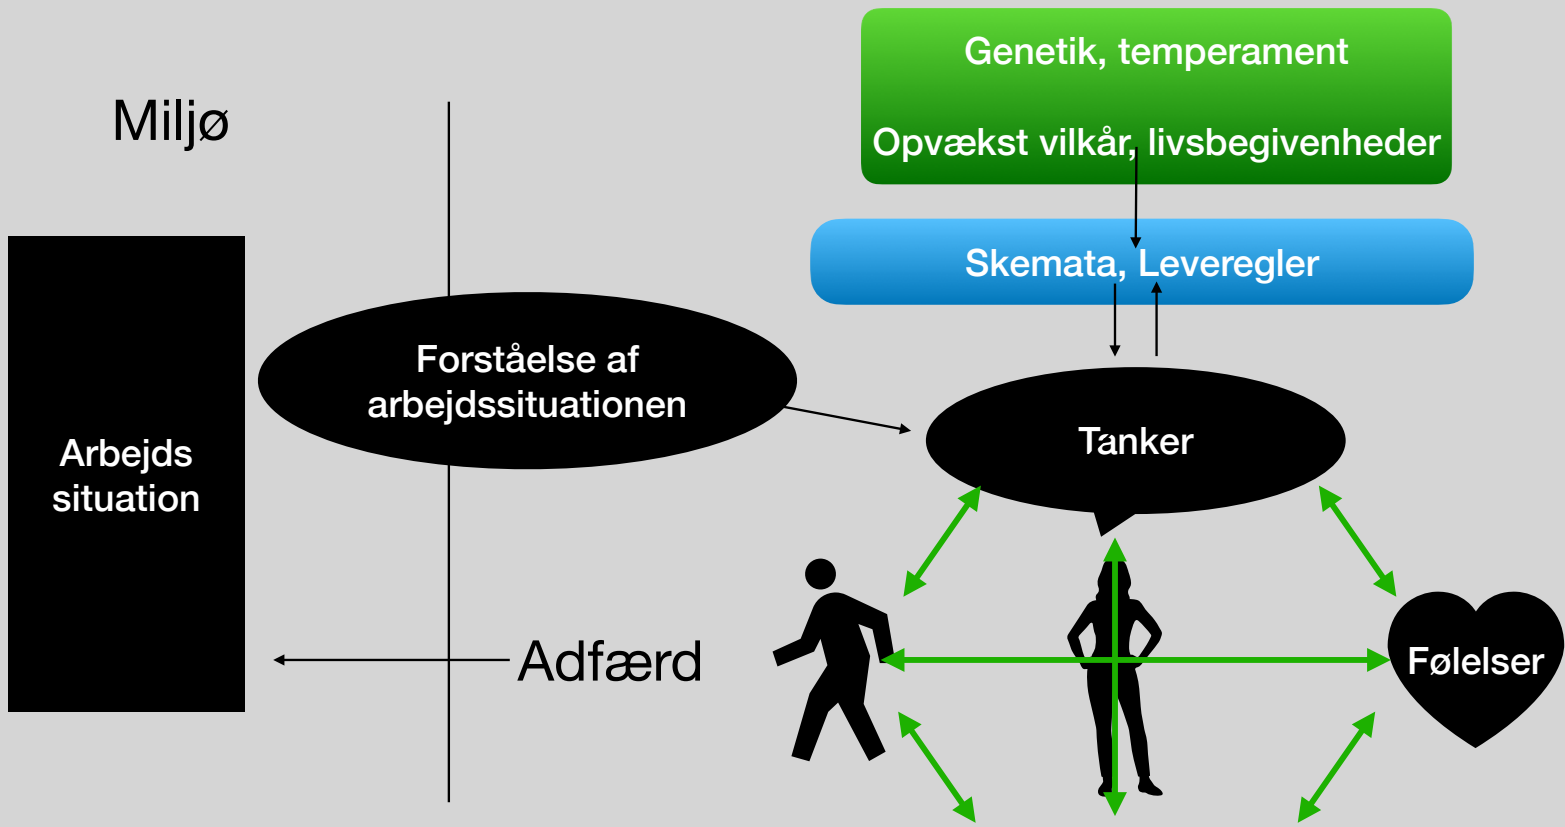 Genetik, temperament
Opvækst vilkår, livsbegivenheder
Miljø
Skemata, Leveregler
Forståelse af
arbejdssituationen
Tanker
Arbejds
situation
Adfærd
Følelser